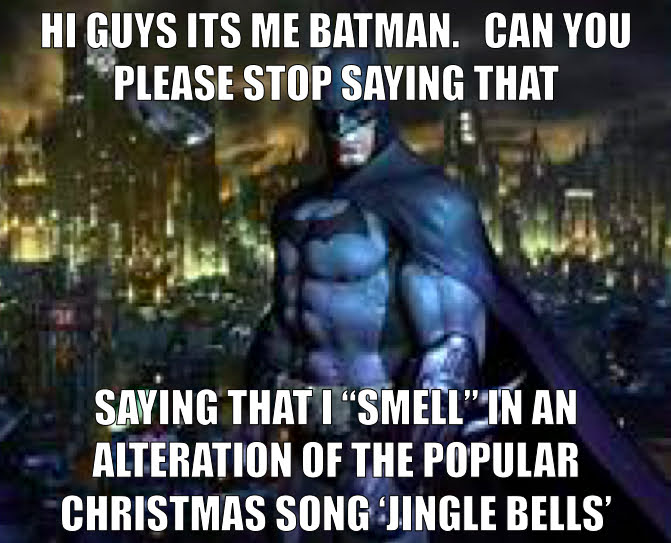 HI GUYS ITS ME BATMAN. CAN YOU
PLEASE STOP SAYING THAT
SAYING THAT I “SMELL” IN AN
ALTERATION OF THE POPULAR
CHRISTMAS SONG ‘JINGLE BELLS’